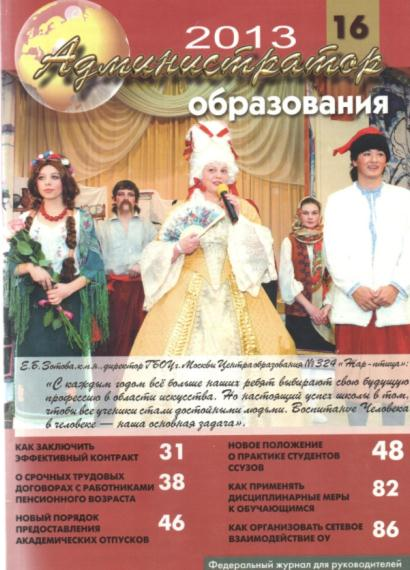 2013
16
Администратор
образования
Е.Б. Зотова, к.м.н., директор ГБОУ г. Москвы Центра образования № 324 «Жар-птица»:
«С каждым годом всё больше наших ребят выбирают свою будущую
профессию в области искусства. Но настоящий успех школы в том,
чтобы все ученики стали достойными людьми. Воспитание Человека
в человеке — наша основная задача».
КАК ЗАКЛЮЧИТЬ
ЭФФЕКТИВНЫЙ КОНТРАКТ 31
О СРОЧНЫХ ТРУДОВЫХ
ДОГОВОРАХ С РАБОТНИКАМИ 38
ПЕНСИОННОГО ВОЗРАСТА
НОВЫЙ ПОРЯДОК
ПРЕДОСТАВЛЕНИЯ 46
АКАДЕМИЧЕСКИХ ОТПУСКОВ
НОВОЕ ПОЛОЖЕНИЕ
О ПРАКТИКЕ СТУДЕНТОВ 48
ССУЗОВ
КАК ПРИМЕНЯТЬ
ДИСЦИПЛИНАРНЫЕ МЕРЫ 82
К ОБУЧАЮЩИМСЯ
КАК ОРГАНИЗОВАТЬ СЕТЕВОЕ
ВЗАИМОДЕЙСТВИЕ ОУ 86
Федеральный журнал для руководителей